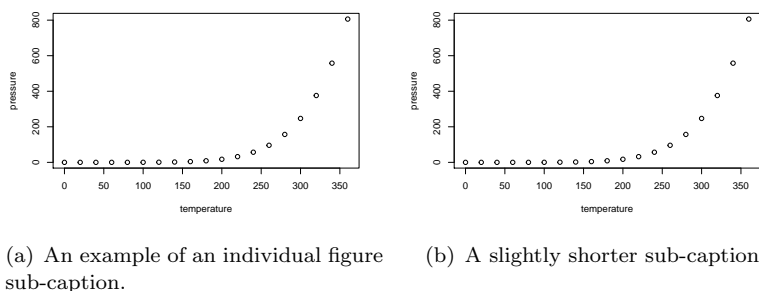 800
600
400
200
0
pressure
0 50 100 150 200 250 300 350
temperature
800
600
400
200
0
pressure
0 50 100 150 200 250 300 350
temperature
(a) An example of an individual figure
sub-caption.
(b) A slightly shorter sub-caption